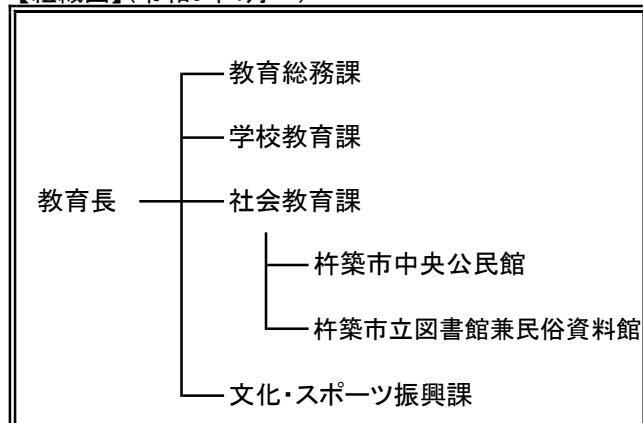 教育総務課
学校教育課
教育長
社会教育課
杵築市中央公民館
杵築市立図書館兼民俗資料館
文化・スポーツ振興課